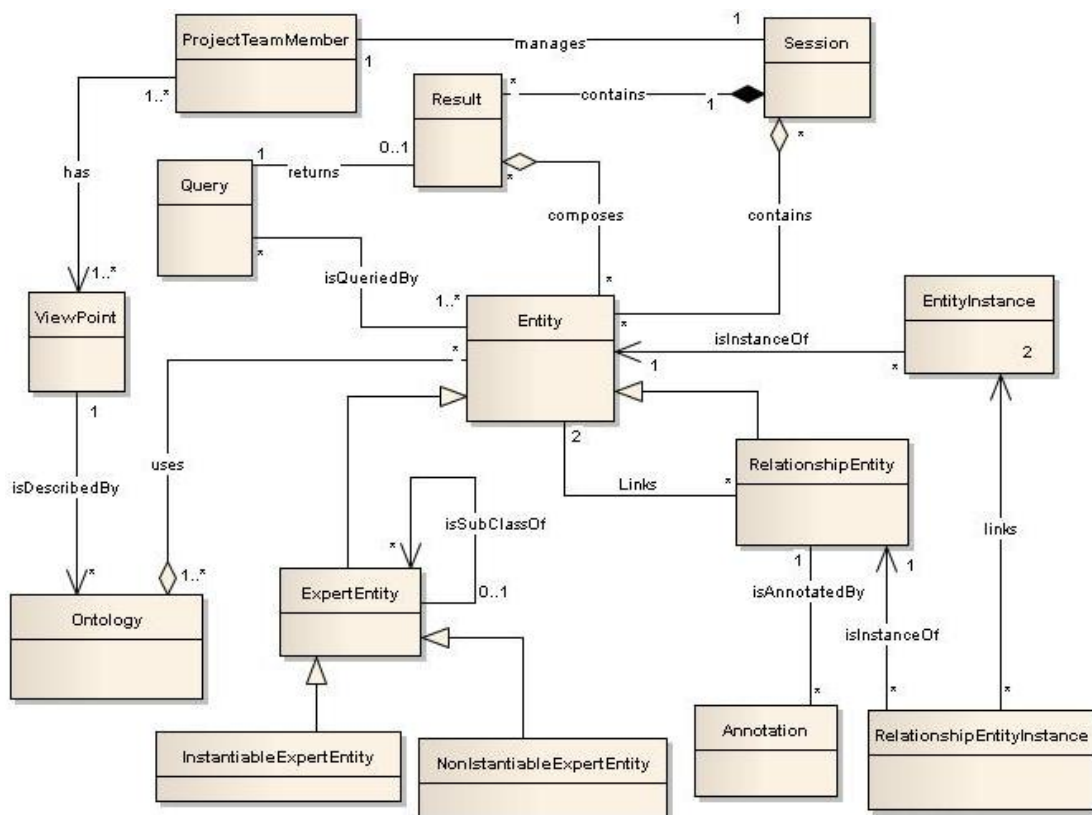 ProjectTeamMember
1
manages
1
Session
1..*
Result
*
contains
1
*
has
Query
1
returns
0..1
*
composes
contains
*
isQueriedBy
1..*
*
*
1..*
ViewPoint
Entity
EntityInstance
isInstanceOf
*
2
1
*
1
uses
isDescribedBy
2
Links
*
RelationshipEntity
isSubClassOf
*
0..1
links
*
1..*
Ontology
ExpertEntity
1
isAnnotatedBy
1
isInstanceOf
*
*
*
InstantiableExpertEntity
NonIstantiableExpertEntity
Annotation
RelationshipEntityInstance